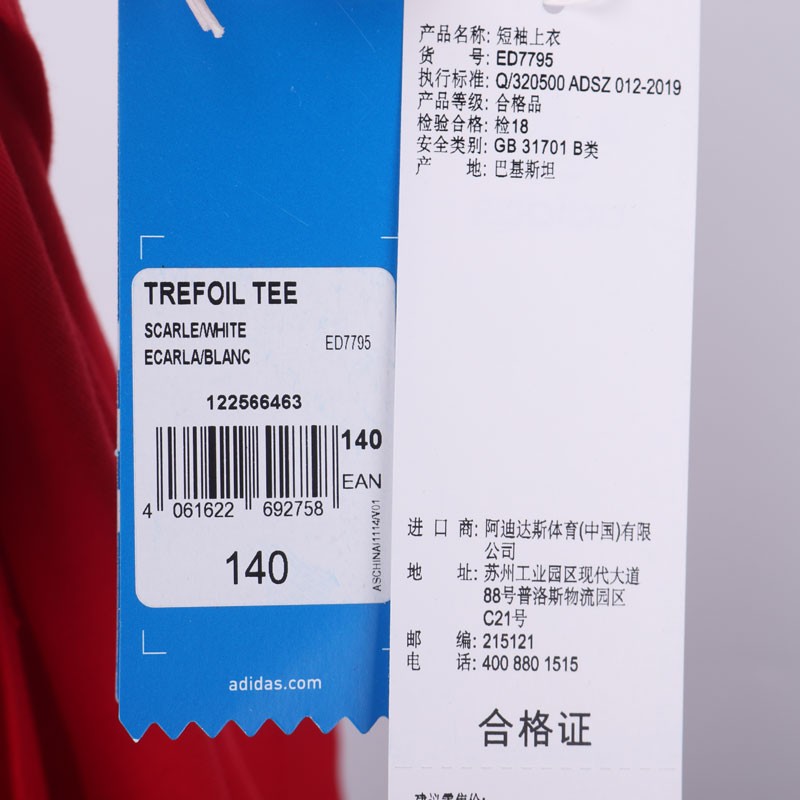 TREFOIL TEE
SCARLE/WHITE
ECARLA/BLANC
ED7795
122566463
140
EAN
4 061622 692758
ASCHINAI1114/V01
140
adidas.com
产品名称: 短袖上衣
货 号: ED7795
执行标准: Q/320500 ADSZ 012-2019
产品等级: 合格品
检验合格: 检18
安全类别: GB 31701 B类
产 地: 巴基斯坦
进 口 商: 阿迪达斯体育(中国)有限
公司
地 址: 苏州工业园区现代大道
88号普洛斯物流园区
C21号
邮 编: 215121
电 话: 400 880 1515
合格证
建议零售价: